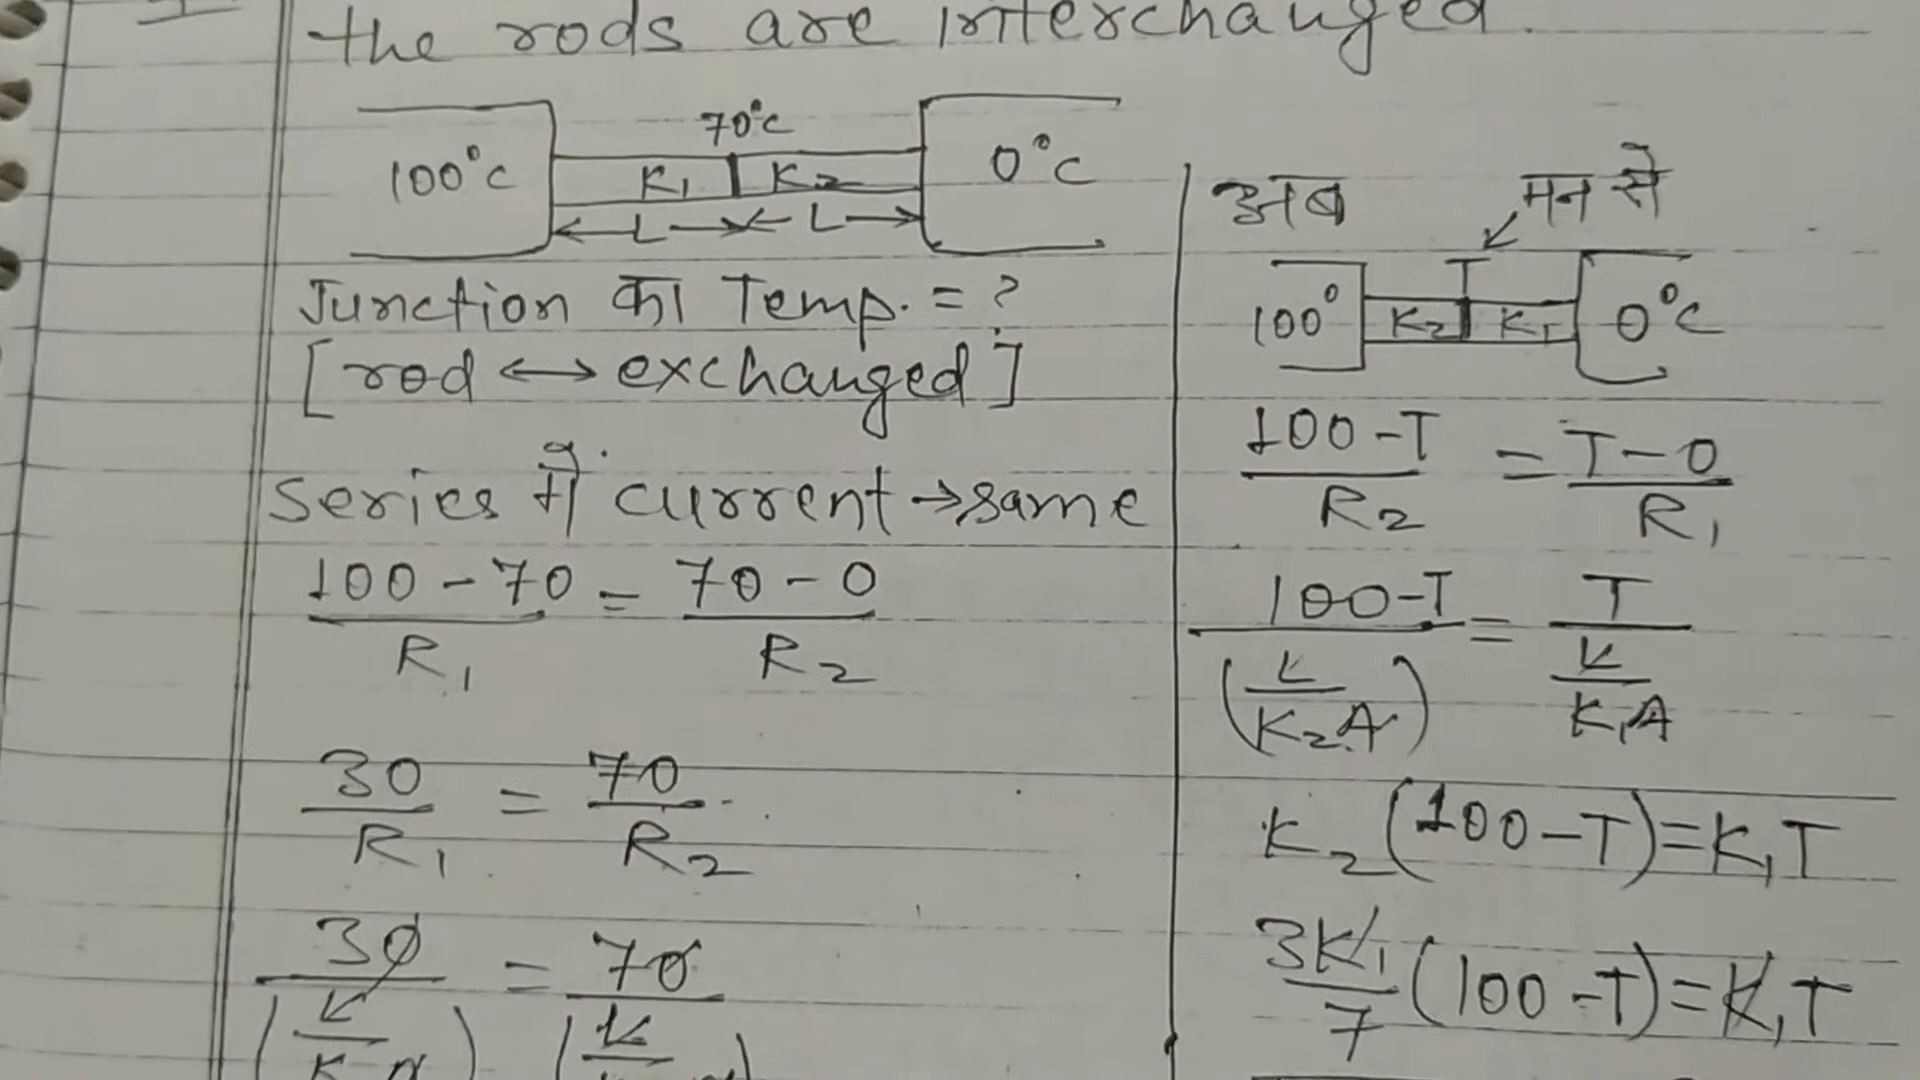 the rods are interchanged.
70°C
100°C
K₁ K₂
0°C
L L
Junction का Temp. = ?
[rod ↔ exchanged]
Series में current → same
100 - 70 / R₁ = 70 - 0 / R₂
30 / R₁ = 70 / R₂
30 / (L / K A) = 70 / (L
अब
मन से
T
100° K₂ K₁ 0°C
100 - T / R₂ = T - 0 / R₁
100 - T / (L / K₂A) = T / L / K₁A
K₂(100 - T) = K₁T
3K₁ / 7 (100 - T) = K₁T